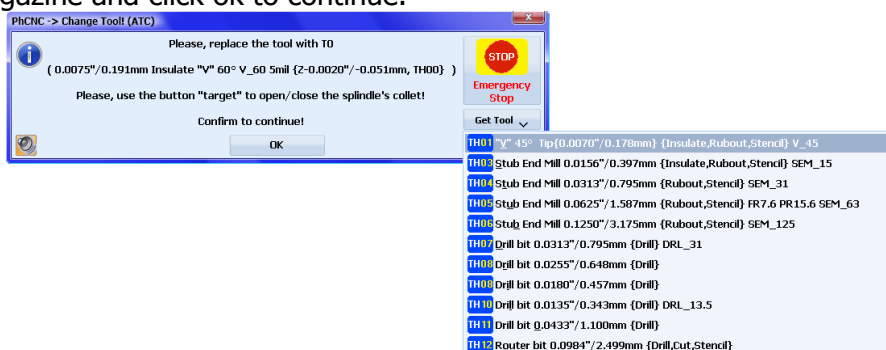 gazine and click ok to continue.
PhCNC -> Change Tool! (ATC)
Please, replace the tool with T0
( 0.0075"/0.191mm Insulate "V" 60° V_60 5mil {Z-0.0020"/-0.051mm, TH00} )
Please, use the button "target" to open/close the splindle's collet!
Confirm to continue!
OK
STOP
Emergency
Stop
Get Tool
TH01 "V" 45° Tip{0.0070"/0.178mm} {Insulate,Rubout,Stencil} V_45
TH03 Stub End Mill 0.0156"/0.397mm {Insulate,Rubout,Stencil} SEM_15
TH04 Stub End Mill 0.0313"/0.795mm {Rubout,Stencil} SEM_31
TH05 Stub End Mill 0.0625"/1.587mm {Rubout,Stencil} FR7.6 PR15.6 SEM_63
TH06 Stub End Mill 0.1250"/3.175mm {Rubout,Stencil} SEM_125
TH07 Drill bit 0.0313"/0.795mm {Drill} DRL_31
TH08 Drill bit 0.0255"/0.648mm {Drill}
TH08 Drill bit 0.0180"/0.457mm {Drill}
TH10 Drill bit 0.0135"/0.343mm {Drill} DRL_13.5
TH11 Drill bit 0.0433"/1.100mm {Drill}
TH12 Router bit 0.0984"/2.499mm {Drill,Cut,Stencil}